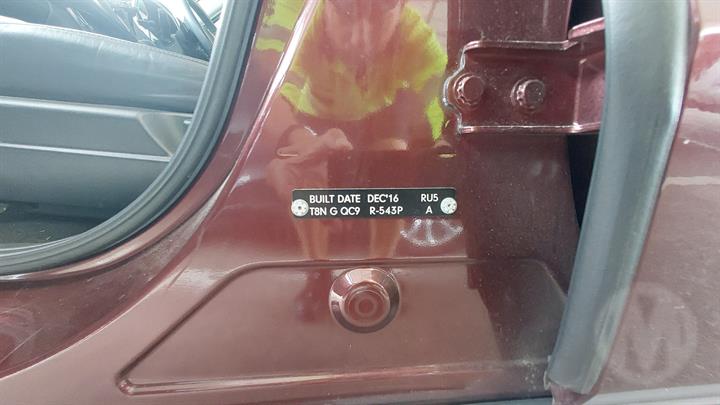 BUILT DATE DEC'16 RU5
T8N G QC9 R-543P A
M